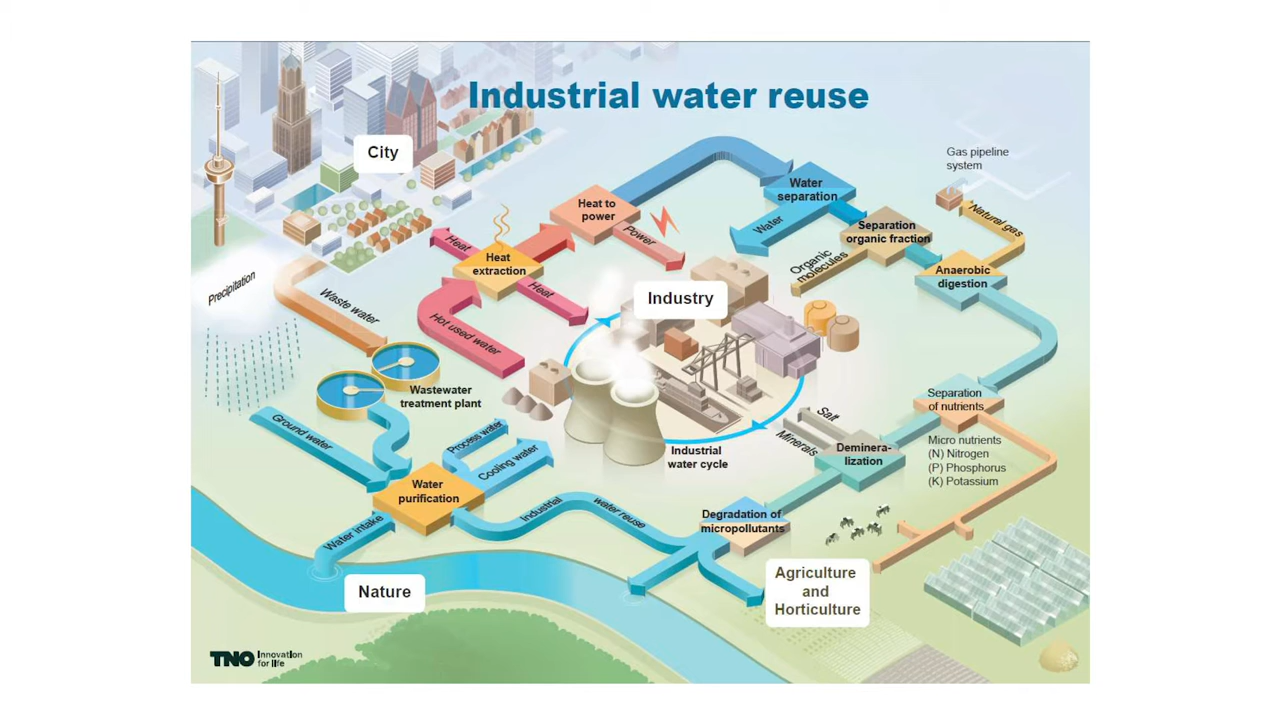 Industrial water reuse
City
Gas pipeline
system
Natural gas
Water
separation
Water
Separation
organic fraction
Organic
molecules
Anaerobic
digestion
Heat to
power
Power
Heat
Heat
extraction
Heat
Hot used water
Precipitation
Waste water
Industry
Wastewater
treatment plant
Ground water
Process water
Cooling water
Water
purification
Water intake
Industrial water reuse
Industrial
water cycle
Salt
Minerals
Deminera-
lization
Separation
of nutrients
Micro nutrients
(N) Nitrogen
(P) Phosphorus
(K) Potassium
Degradation of
micropollutants
Nature
Agriculture
and
Horticulture
TNO Innovation
for life